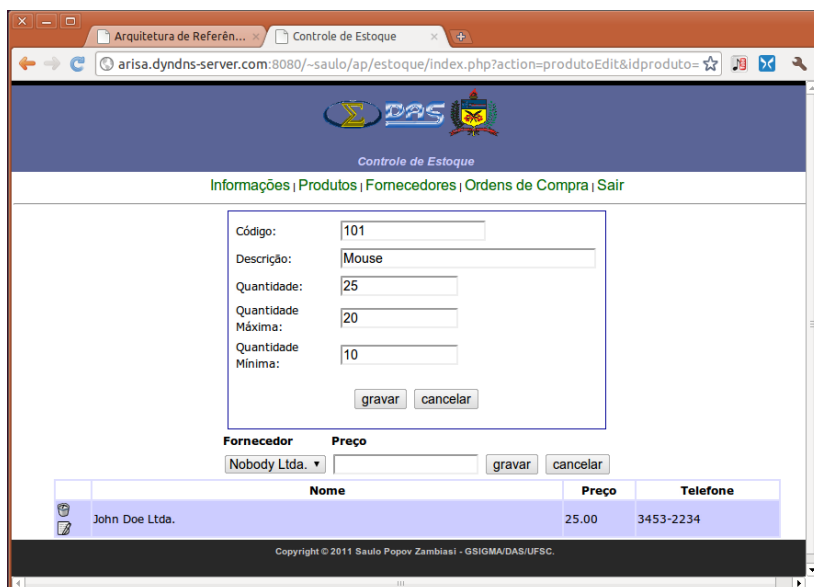 Arquitetura de Referên...
Controle de Estoque
arisa.dyndns-server.com:8080/~saulo/ap/estoque/index.php?action=produtoEdit&idproduto=
Σ DAS
Controle de Estoque
Informações | Produtos | Fornecedores | Ordens de Compra | Sair
Código: 101
Descrição: Mouse
Quantidade: 25
Quantidade
Máxima: 20
Quantidade
Mínima: 10
gravar cancelar
Fornecedor Preço
Nobody Ltda. gravar cancelar
Nome Preço Telefone
John Doe Ltda. 25.00 3453-2234
Copyright © 2011 Saulo Popov Zambiasi - GSIGMA/DAS/UFSC.